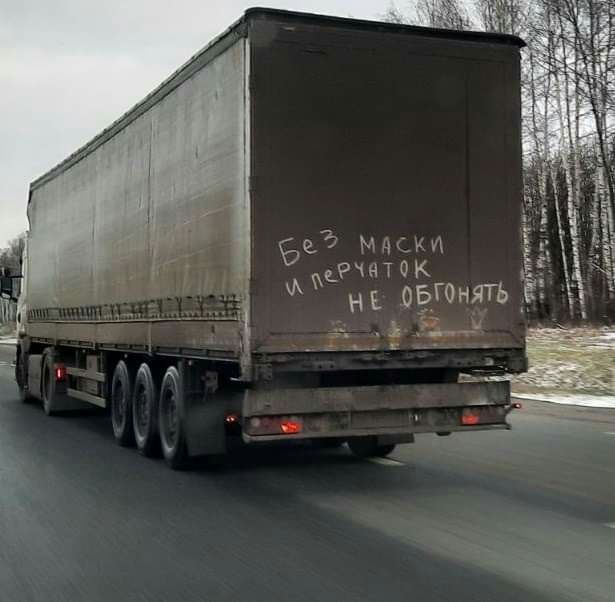 Без маски
и перчаток
не обгонять